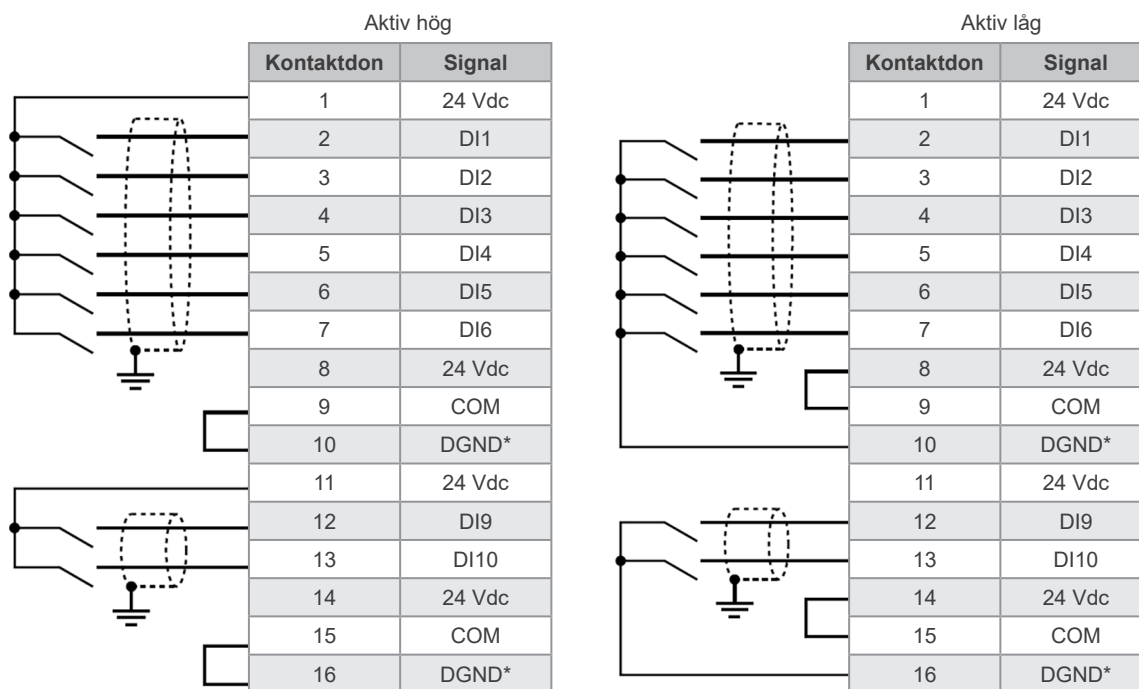 Aktiv hög
Kontaktdon Signal
1 24 Vdc
2 DI1
3 DI2
4 DI3
5 DI4
6 DI5
7 DI6
8 24 Vdc
9 COM
10 DGND*
11 24 Vdc
12 DI9
13 DI10
14 24 Vdc
15 COM
16 DGND*
Aktiv låg
Kontaktdon Signal
1 24 Vdc
2 DI1
3 DI2
4 DI3
5 DI4
6 DI5
7 DI6
8 24 Vdc
9 COM
10 DGND*
11 24 Vdc
12 DI9
13 DI10
14 24 Vdc
15 COM
16 DGND*